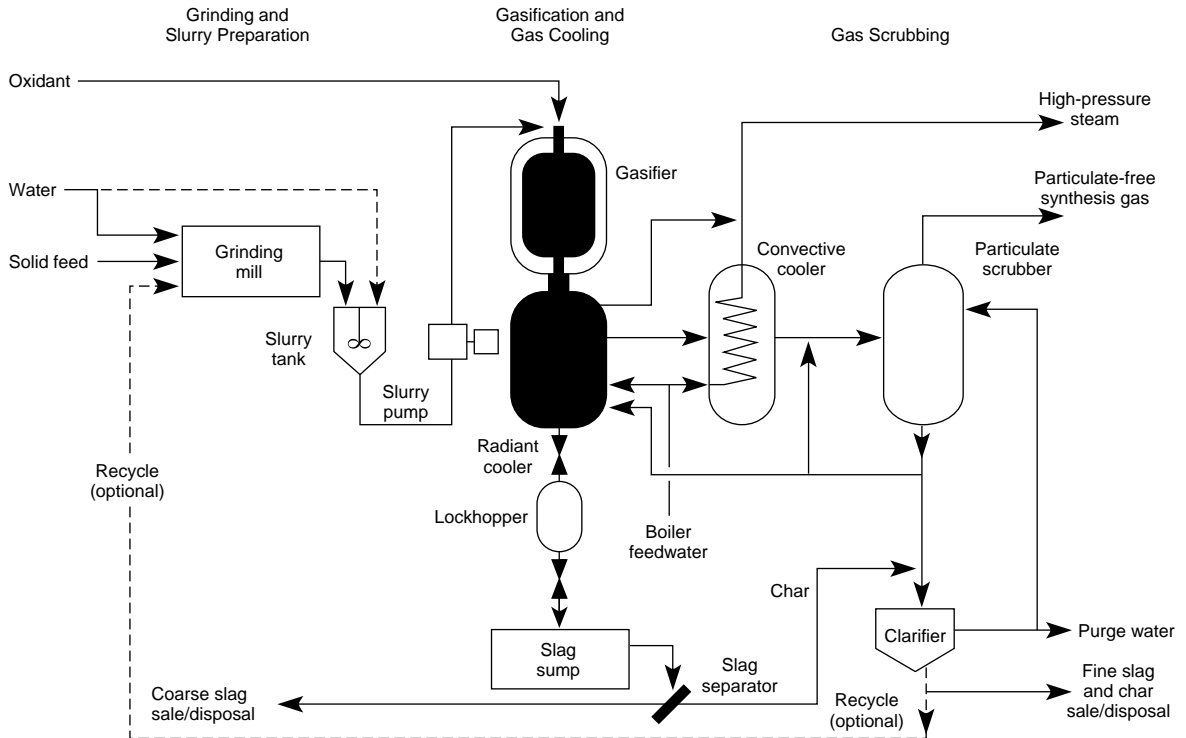 Grinding and
Slurry Preparation
Gasification and
Gas Cooling
Gas Scrubbing
Oxidant
High-pressure
steam
Gasifier
Water
Particulate-free
synthesis gas
Grinding
mill
Convective
cooler
Particulate
scrubber
Solid feed
Slurry
tank
Slurry
pump
Radiant
cooler
Recycle
(optional)
Lockhopper
Boiler
feedwater
Char
Clarifier
Purge water
Slag
sump
Slag
separator
Coarse slag
sale/disposal
Recycle
(optional)
Fine slag
and char
sale/disposal